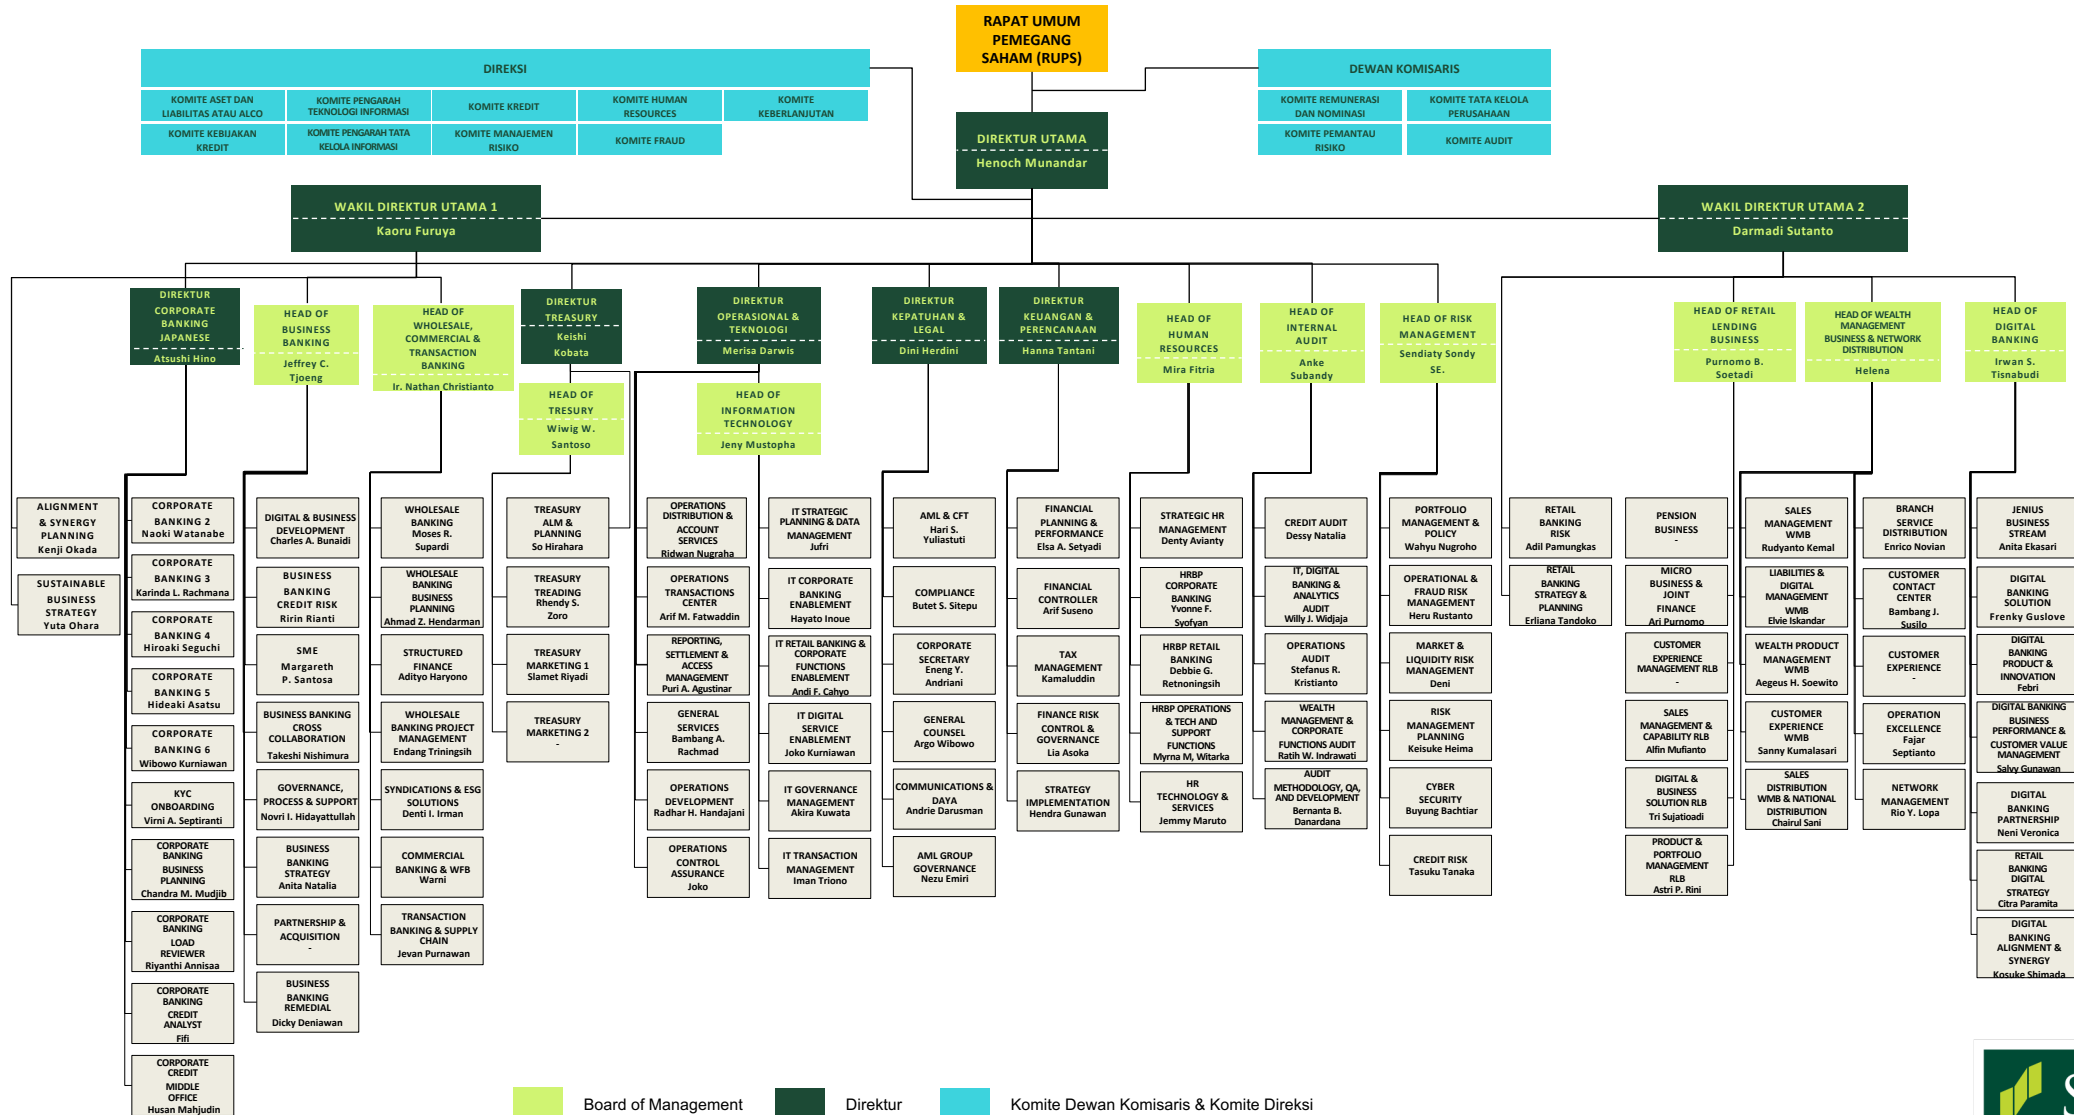 RAPAT UMUM
PEMEGANG
SAHAM (RUPS)
DIREKSI
KOMITE ASET DAN
LIABILITAS ATAU ALCO
KOMITE PENGARAH
TEKNOLOGI INFORMASI
KOMITE KREDIT
KOMITE HUMAN
RESOURCES
KOMITE
KEBERLANJUTAN
KOMITE KEBIJAKAN
KREDIT
KOMITE PENGARAH TATA
KELOLA INFORMASI
KOMITE MANAJEMEN
RISIKO
KOMITE FRAUD
DEWAN KOMISARIS
KOMITE REMUNERASI
DAN NOMINASI
KOMITE TATA KELOLA
PERUSAHAAN
KOMITE PEMANTAU
RISIKO
KOMITE AUDIT
DIREKTUR UTAMA
Henoch Munandar
WAKIL DIREKTUR UTAMA 1
Kaoru Furuya
WAKIL DIREKTUR UTAMA 2
Darmadi Sutanto
DIREKTUR
CORPORATE
BANKING
JAPANESE
Atsushi Hino
HEAD OF
BUSINESS
BANKING
Jeffrey C.
Tjoeng
HEAD OF
WHOLESALE,
COMMERCIAL &
TRANSACTION
BANKING
Ir. Nathan Christianto
DIREKTUR
TREASURY
Keishi
Kobata
HEAD OF
TRESURY
Wiwig W.
Santoso
DIREKTUR
OPERASIONAL &
TEKNOLOGI
Merisa Darwis
HEAD OF
INFORMATION
TECHNOLOGY
Jeny Mustopha
DIREKTUR
KEPATUHAN &
LEGAL
Dini Herdini
DIREKTUR
KEUANGAN &
PERENCANAAN
Hanna Tantani
HEAD OF
HUMAN
RESOURCES
Mira Fitria
HEAD OF
INTERNAL
AUDIT
Anke
Subandy
HEAD OF RISK
MANAGEMENT
Sendiaty Sondy
SE.
HEAD OF RETAIL
LENDING
BUSINESS
Purnomo B.
Soetadi
HEAD OF WEALTH
MANAGEMENT
BUSINESS & NETWORK
DISTRIBUTION
Helena
HEAD OF
DIGITAL
BANKING
Irwan S.
Tisnabudi
ALIGNMENT
& SYNERGY
PLANNING
Kenji Okada
SUSTAINABLE
BUSINESS
STRATEGY
Yuta Ohara
CORPORATE
BANKING 2
Naoki Watanabe
CORPORATE
BANKING 3
Karinda L. Rachmana
CORPORATE
BANKING 4
Hiroaki Seguchi
CORPORATE
BANKING 5
Hideaki Asatsu
CORPORATE
BANKING 6
Wibowo Kurniawan
KYC
ONBOARDING
Virni A. Septiranti
CORPORATE
BANKING
BUSINESS
PLANNING
Chandra M. Mudjib
CORPORATE
BANKING
LOAD
REVIEWER
Riyanthi Annisaa
CORPORATE
BANKING
CREDIT
ANALYST
Fifi
CORPORATE
CREDIT
MIDDLE
OFFICE
Husan Mahjudin
DIGITAL & BUSINESS
DEVELOPMENT
Charles A. Bunaidi
BUSINESS
BANKING
CREDIT RISK
Ririn Rianti
SME
Margareth
P. Santosa
BUSINESS BANKING
CROSS
COLLABORATION
Takeshi Nishimura
GOVERNANCE,
PROCESS & SUPPORT
Novri I. Hidayattullah
BUSINESS
BANKING
STRATEGY
Anita Natalia
PARTNERSHIP &
ACQUISITION
-
BUSINESS
BANKING
REMEDIAL
Dicky Deniawan
WHOLESALE
BANKING
Moses R.
Supardi
WHOLESALE
BANKING
BUSINESS
PLANNING
Ahmad Z. Hendarman
STRUCTURED
FINANCE
Adityo Haryono
WHOLESALE
BANKING PROJECT
MANAGEMENT
Endang Triningsih
SYNDICATIONS & ESG
SOLUTIONS
Denti I. Irman
COMMERCIAL
BANKING & WFB
Warni
TRANSACTION
BANKING & SUPPLY
CHAIN
Jevan Purnawan
TREASURY
ALM &
PLANNING
So Hirahara
TREASURY
TREADING
Rhendy S.
Zoro
TREASURY
MARKETING 1
Slamet Riyadi
TREASURY
MARKETING 2
-
OPERATIONS
DISTRIBUTION &
ACCOUNT
SERVICES
Ridwan Nugraha
OPERATIONS
TRANSACTIONS
CENTER
Arif M. Fatwaddin
REPORTING,
SETTLEMENT &
ACCESS
MANAGEMENT
Puri A. Agustinar
GENERAL
SERVICES
Bambang A.
Rachmad
OPERATIONS
DEVELOPMENT
Radhar H. Handajani
OPERATIONS
CONTROL
ASSURANCE
Joko
IT STRATEGIC
PLANNING & DATA
MANAGEMENT
Jufri
IT CORPORATE
BANKING
ENABLEMENT
Hayato Inoue
IT RETAIL BANKING &
CORPORATE
FUNCTIONS
ENABLEMENT
Andi F. Cahyo
IT DIGITAL
SERVICE
ENABLEMENT
Joko Kurniawan
IT GOVERNANCE
MANAGEMENT
Akira Kuwata
IT TRANSACTION
MANAGEMENT
Iman Triono
AML & CFT
Hari S.
Yuliastuti
COMPLIANCE
Butet S. Sitepu
CORPORATE
SECRETARY
Eneng Y.
Andriani
GENERAL
COUNSEL
Argo Wibowo
COMMUNICATIONS &
DAYA
Andrie Darusman
AML GROUP
GOVERNANCE
Nezu Emiri
FINANCIAL
PLANNING &
PERFORMANCE
Elsa A. Setyadi
FINANCIAL
CONTROLLER
Arif Suseno
TAX
MANAGEMENT
Kamaluddin
FINANCE RISK
CONTROL &
GOVERNANCE
Lia Asoka
STRATEGY
IMPLEMENTATION
Hendra Gunawan
STRATEGIC HR
MANAGEMENT
Denty Avianty
HRBP
CORPORATE
BANKING
Yvonne F.
Syofyan
HRBP RETAIL
BANKING
Debbie G.
Retnoningsih
HRBP OPERATIONS
& TECH AND
SUPPORT
FUNCTIONS
Myrna M, Witarka
HR
TECHNOLOGY &
SERVICES
Jemmy Maruto
CREDIT AUDIT
Dessy Natalia
IT, DIGITAL
BANKING &
ANALYTICS
AUDIT
Willy J. Widjaja
OPERATIONS
AUDIT
Stefanus R.
Kristianto
WEALTH
MANAGEMENT &
CORPORATE
FUNCTIONS AUDIT
Ratih W. Indrawati
AUDIT
METHODOLOGY, QA,
AND DEVELOPMENT
Bernanta B.
Danardana
PORTFOLIO
MANAGEMENT &
POLICY
Wahyu Nugroho
OPERATIONAL &
FRAUD RISK
MANAGEMENT
Heru Rustanto
MARKET &
LIQUIDITY RISK
MANAGEMENT
Deni
RISK
MANAGEMENT
PLANNING
Keisuke Heima
CYBER
SECURITY
Buyung Bachtiar
CREDIT RISK
Tasuku Tanaka
RETAIL
BANKING
RISK
Adil Pamungkas
RETAIL
BANKING
STRATEGY &
PLANNING
Erliana Tandoko
PENSION
BUSINESS
-
MICRO
BUSINESS &
JOINT
FINANCE
Ari Purnomo
CUSTOMER
EXPERIENCE
MANAGEMENT RLB
-
SALES
MANAGEMENT &
CAPABILITY RLB
Alfin Mufianto
DIGITAL &
BUSINESS
SOLUTION RLB
Tri Sujatioadi
PRODUCT &
PORTFOLIO
MANAGEMENT
RLB
Astri P. Rini
SALES
MANAGEMENT
WMB
Rudyanto Kemal
LIABILITIES &
DIGITAL
MANAGEMENT
WMB
Elvie Iskandar
WEALTH PRODUCT
MANAGEMENT
WMB
Aegeus H. Soewito
CUSTOMER
EXPERIENCE
WMB
Sanny Kumalasari
SALES
DISTRIBUTION
WMB & NATIONAL
DISTRIBUTION
Chairul Sani
BRANCH
SERVICE
DISTRIBUTION
Enrico Novian
CUSTOMER
CONTACT
CENTER
Bambang J.
Susilo
CUSTOMER
EXPERIENCE
-
OPERATION
EXCELLENCE
Fajar
Septianto
NETWORK
MANAGEMENT
Rio Y. Lopa
JENIUS
BUSINESS
STREAM
Anita Ekasari
DIGITAL
BANKING
SOLUTION
Frenky Guslove
DIGITAL
BANKING
PRODUCT &
INNOVATION
Febri
DIGITAL BANKING
BUSINESS
PERFORMANCE &
CUSTOMER VALUE
MANAGEMENT
Salvy Gunawan
DIGITAL
BANKING
PARTNERSHIP
Neni Veronica
RETAIL
BANKING
DIGITAL
STRATEGY
Citra Paramita
DIGITAL
BANKING
ALIGNMENT &
SYNERGY
Kosuke Shimada
Board of Management
Direktur
Komite Dewan Komisaris & Komite Direksi
S